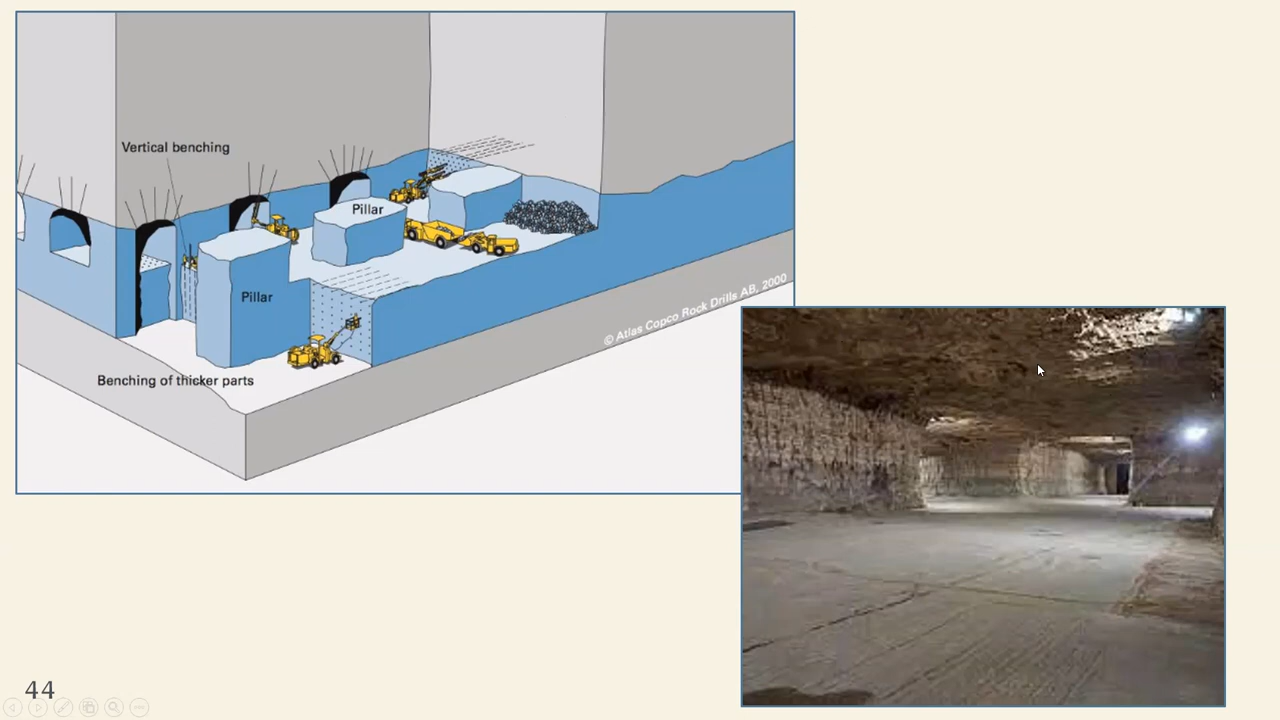 Vertical benching
Pillar
Pillar
© Atlas Copco Rock Drills AB, 2000
Benching of thicker parts
44